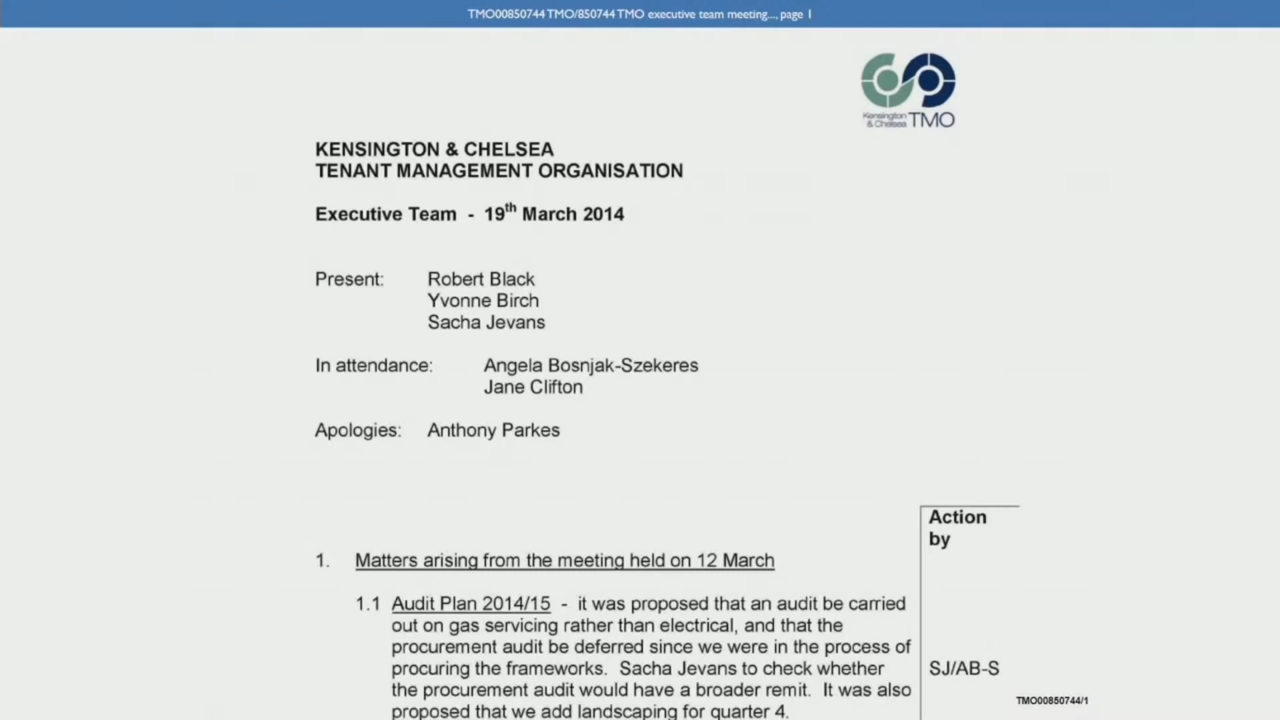 TMO00850744 TMO/850744 TMO executive team meeting..., page 1
Kensington
& Chelsea TMO
KENSINGTON & CHELSEA
TENANT MANAGEMENT ORGANISATION
Executive Team - 19th March 2014
Present: Robert Black
Yvonne Birch
Sacha Jevans
In attendance: Angela Bosnjak-Szekeres
Jane Clifton
Apologies: Anthony Parkes
Action
by
1. Matters arising from the meeting held on 12 March
1.1 Audit Plan 2014/15 - it was proposed that an audit be carried
out on gas servicing rather than electrical, and that the
procurement audit be deferred since we were in the process of
procuring the frameworks. Sacha Jevans to check whether
SJ/AB-S
the procurement audit would have a broader remit. It was also
proposed that we add landscaping for quarter 4.
TMO00850744/1